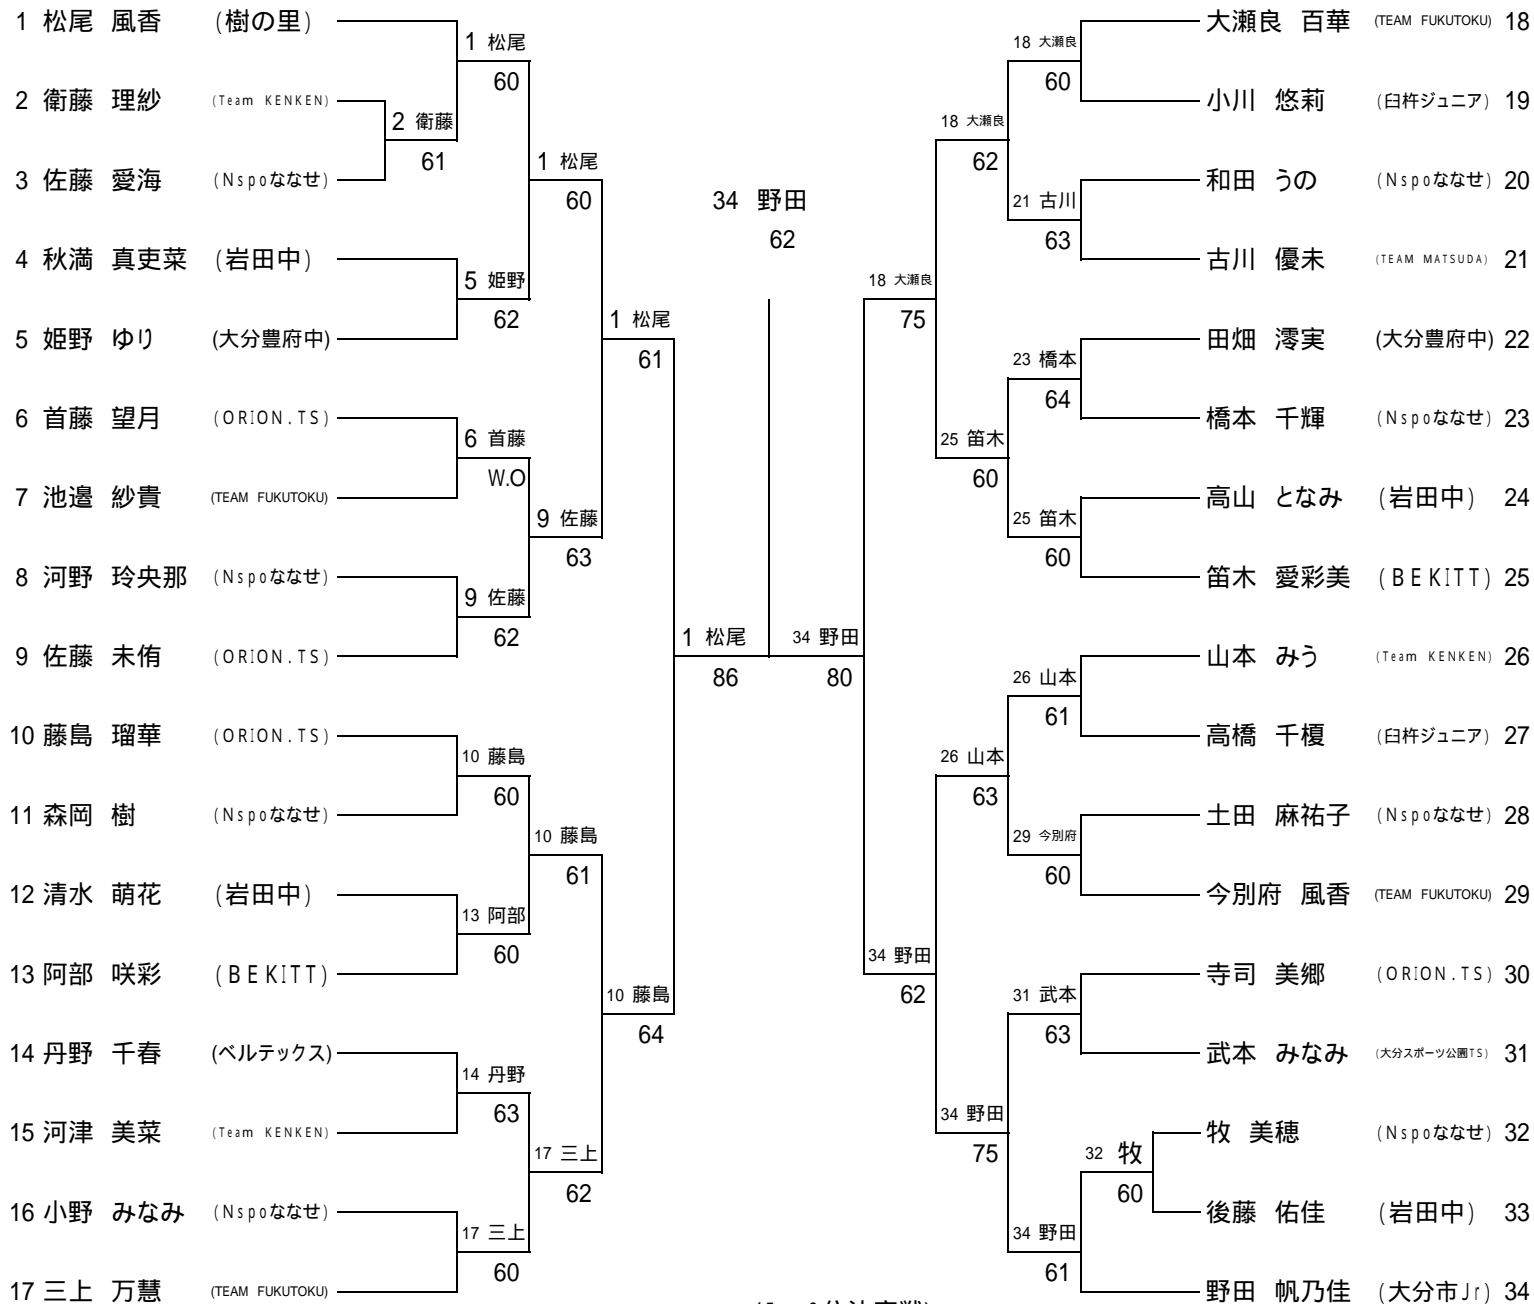 1 松尾 風香 (樹の里)
2 衛藤 理紗 (Team KENKEN)
3 佐藤 愛海 (Nspoななせ)
4 秋満 真吏菜 (岩田中)
5 姫野 ゆり (大分豊府中)
6 首藤 望月 (ORION.TS)
7 池邉 紗貴 (TEAM FUKUTOKU)
8 河野 玲央那 (Nspoななせ)
9 佐藤 未侑 (ORION.TS)
10 藤島 瑠華 (ORION.TS)
11 森岡 樹 (Nspoななせ)
12 清水 萌花 (岩田中)
13 阿部 咲彩 (BEKITT)
14 丹野 千春 (ベルテックス)
15 河津 美菜 (Team KENKEN)
16 小野 みなみ (Nspoななせ)
17 三上 万慧 (TEAM FUKUTOKU)
2 衛藤
61
1 松尾
60
5 姫野
62
6 首藤
W.O
9 佐藤
62
10 藤島
60
13 阿部
60
14 丹野
63
17 三上
60
1 松尾
60
9 佐藤
63
10 藤島
61
17 三上
62
1 松尾
61
10 藤島
64
1 松尾
86
34 野田
62
34 野田
80
18 大瀬良
75
34 野田
62
18 大瀬良
62
25 笛木
60
26 山本
63
34 野田
75
18 大瀬良
60
21 古川
63
23 橋本
64
25 笛木
60
26 山本
61
29 今別府
60
31 武本
63
34 野田
61
32 牧
60
大瀬良 百華 (TEAM FUKUTOKU) 18
小川 悠莉 (臼杵ジュニア) 19
和田 うの (Nspoななせ) 20
古川 優未 (TEAM MATSUDA) 21
田畑 澪実 (大分豊府中) 22
橋本 千輝 (Nspoななせ) 23
高山 となみ (岩田中) 24
笛木 愛彩美 (BEKITT) 25
山本 みう (Team KENKEN) 26
高橋 千榎 (臼杵ジュニア) 27
土田 麻祐子 (Nspoななせ) 28
今別府 風香 (TEAM FUKUTOKU) 29
寺司 美郷 (ORION.TS) 30
武本 みなみ (大分スポーツ公園TS) 31
牧 美穂 (Nspoななせ) 32
後藤 佑佳 (岩田中) 33
野田 帆乃佳 (大分市Jr) 34